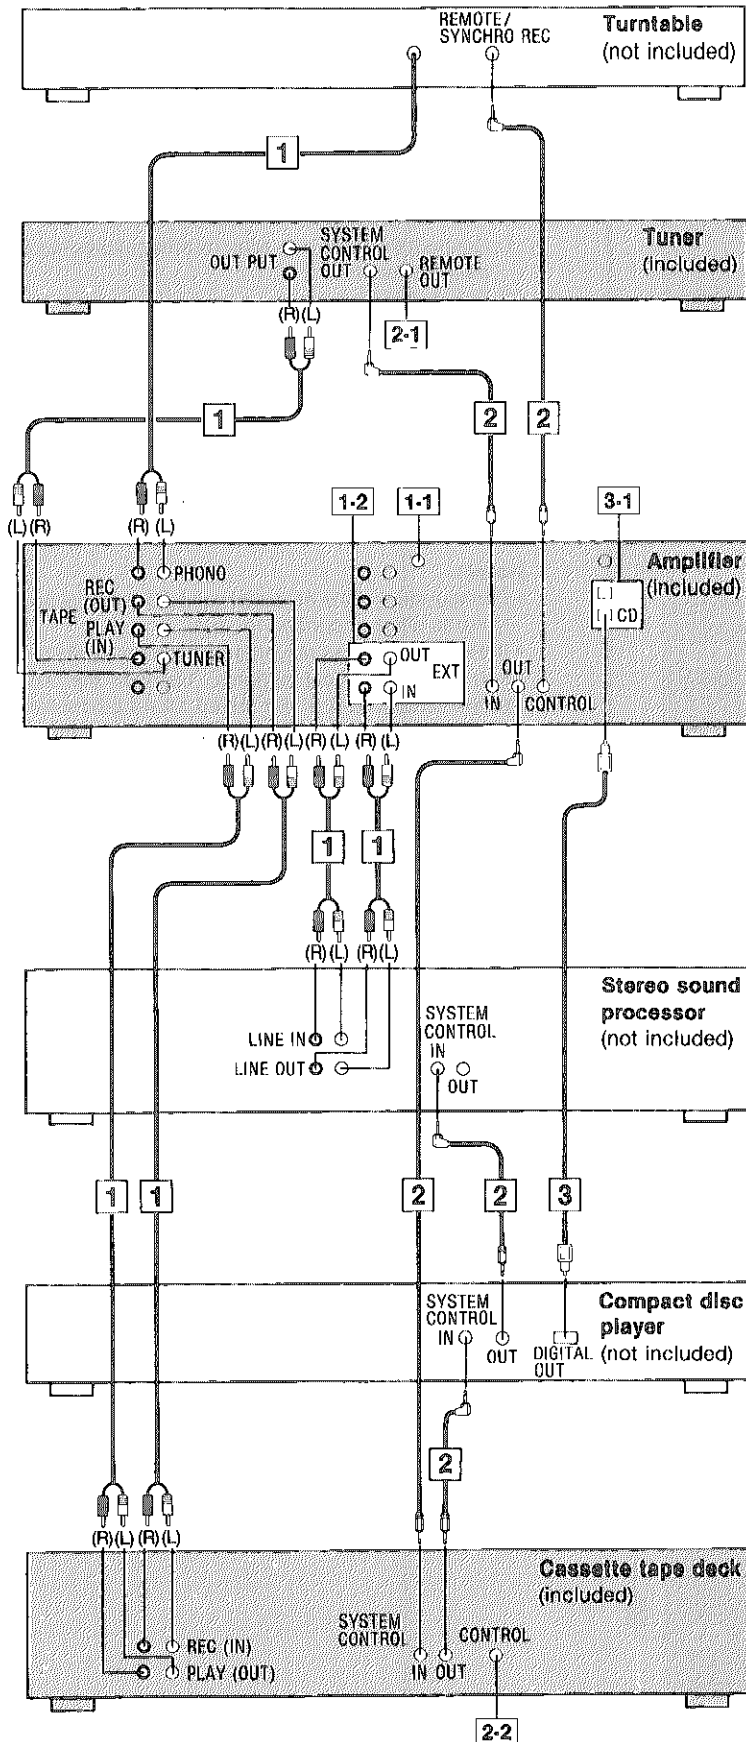 REMOTE/
SYNCHRO REC
Turntable
(not included)
1
SYSTEM
CONTROL
OUT
OUT PUT
REMOTE
OUT
Tuner
(included)
(R)(L)
2-1
1
2
2
(L)(R)
(R) (L)
1-2
1-1
3-1
Amplifier
(included)
PHONO
REC
(OUT)
TAPE
PLAY
(IN)
TUNER
OUT
EXT
IN
CD
OUT
IN
CONTROL
(R)(L)(R)(L)
(R)(L)
(R) (L)
1
1
(R)(L)
(R)(L)
Stereo sound
processor
(not included)
SYSTEM
CONTROL
IN
OUT
LINE IN
LINE OUT
1
1
2
2
3
SYSTEM
CONTROL
IN
OUT
DIGITAL
OUT
Compact disc
player
(not included)
2
(R)(L)
(R)(L)
Cassette tape deck
(included)
REC (IN)
PLAY (OUT)
SYSTEM
CONTROL
IN OUT
CONTROL
2-2